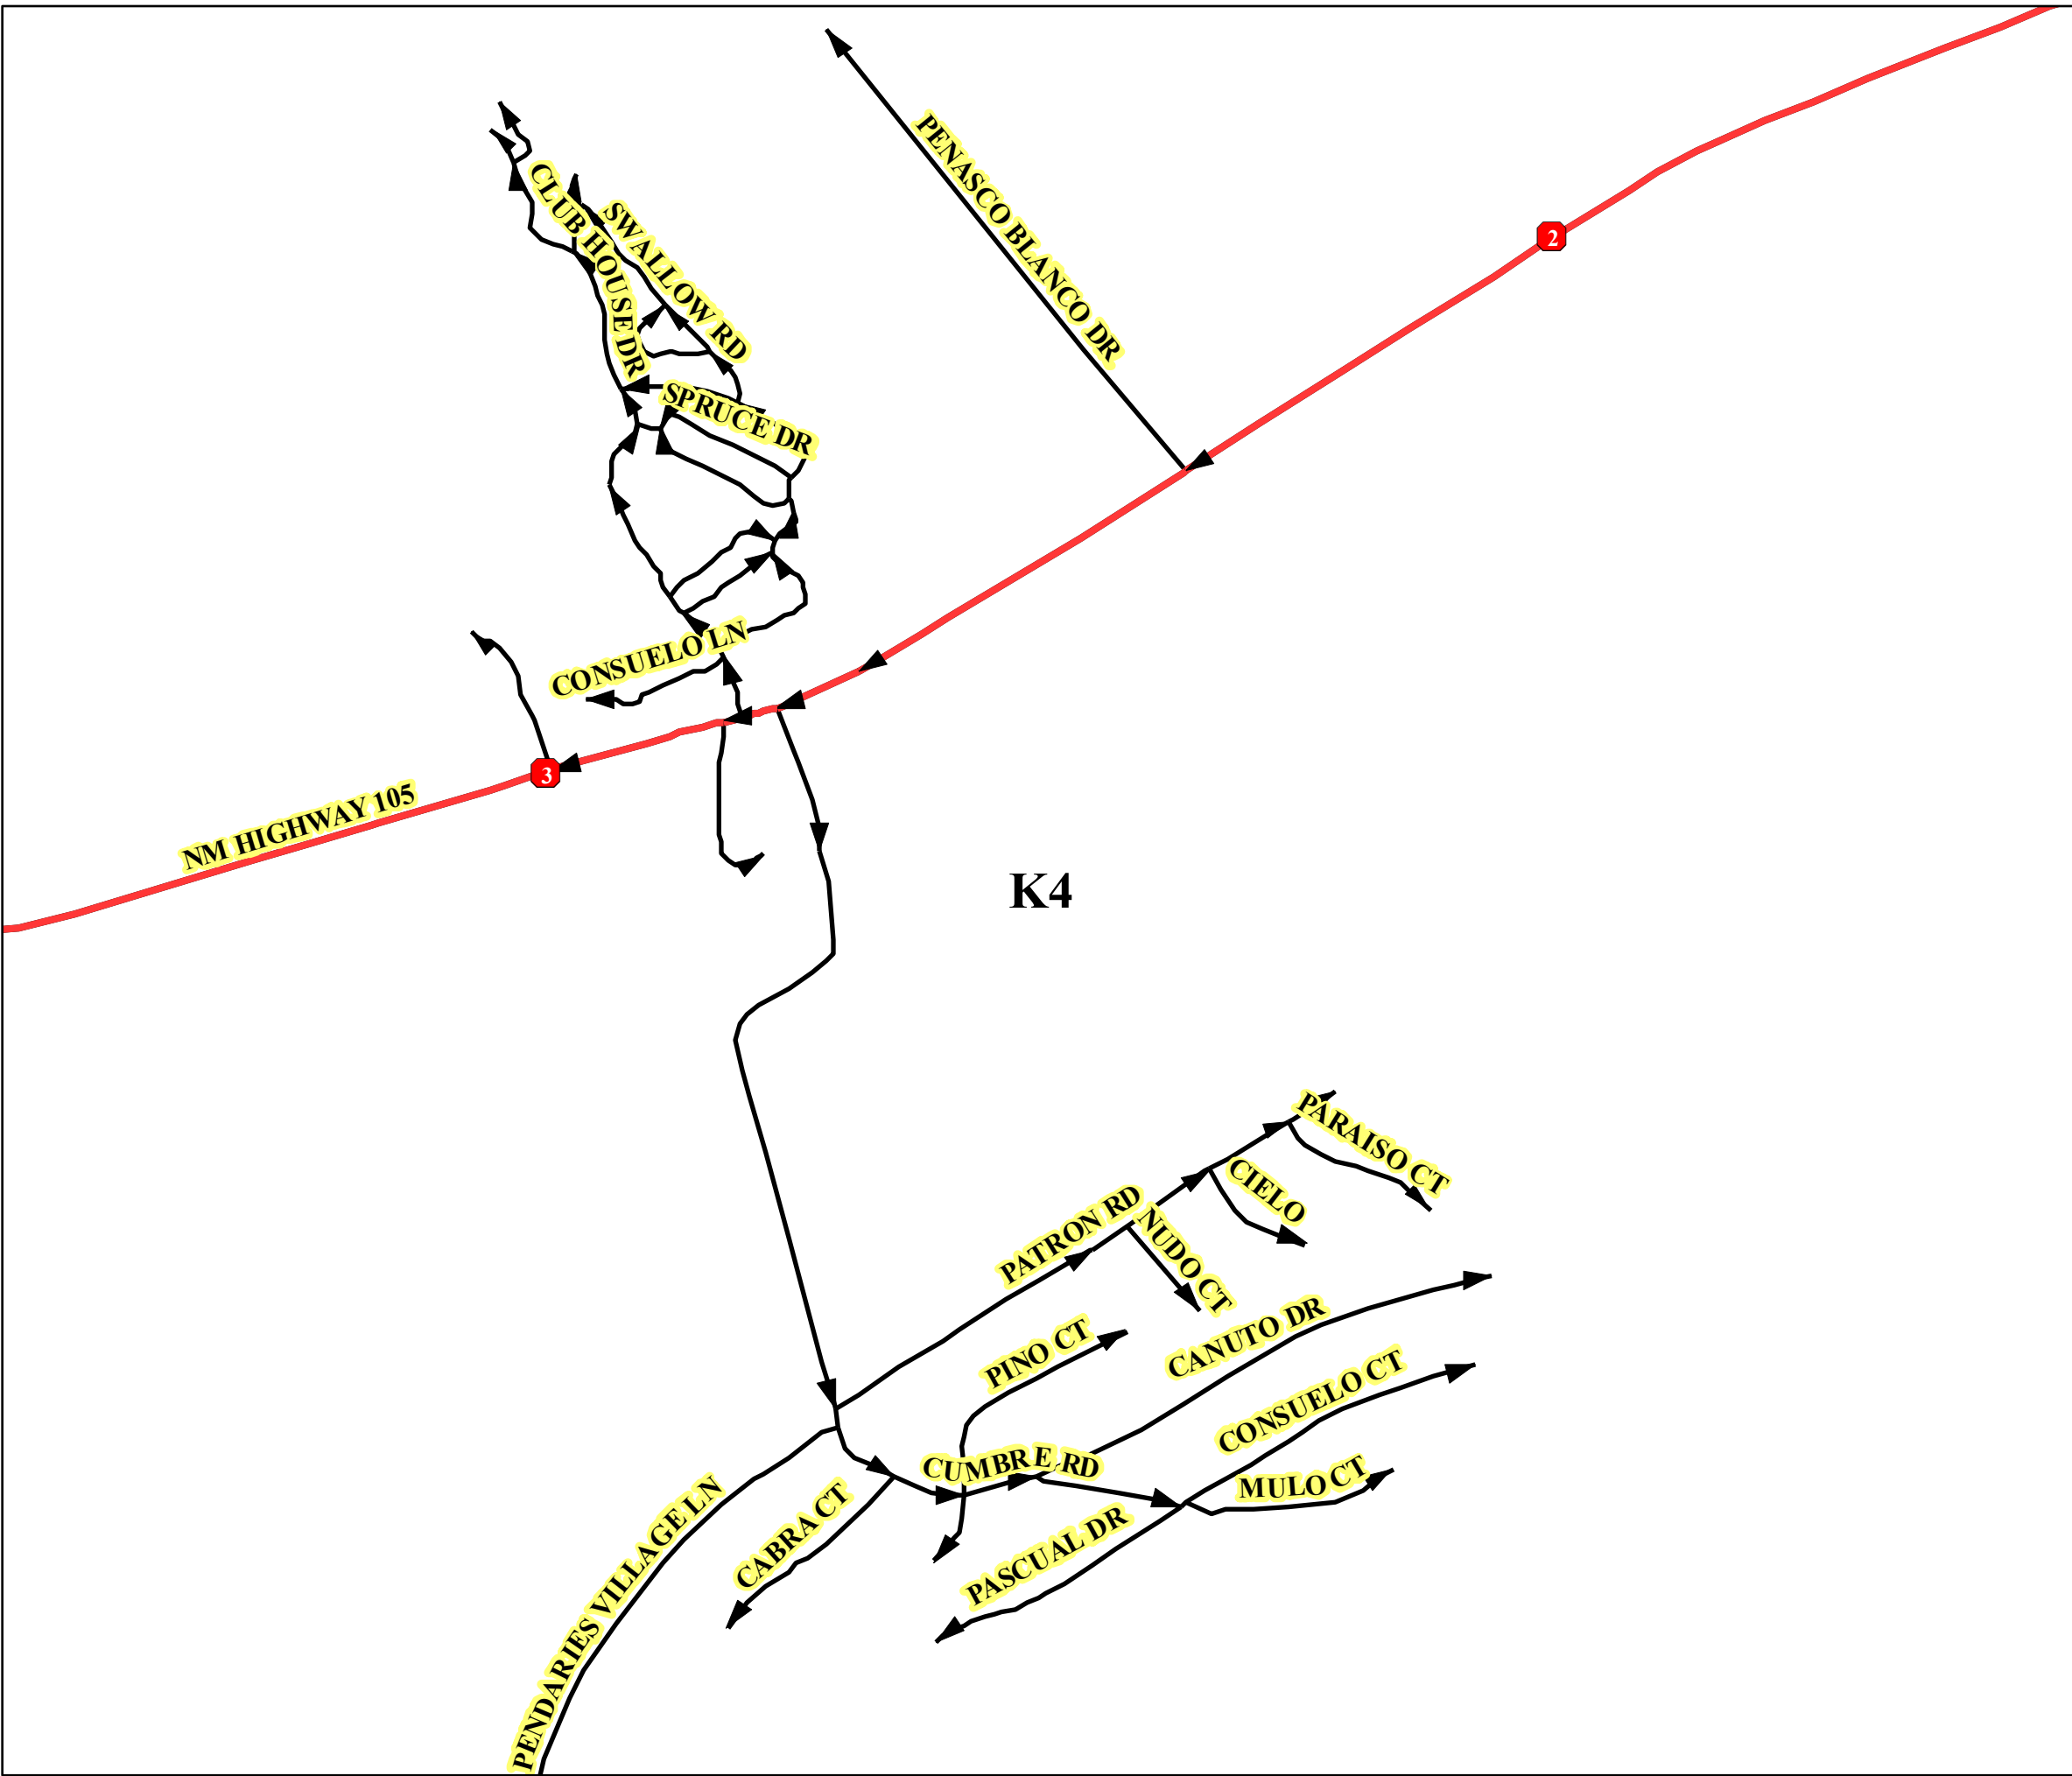 PENASCO BLANCO DR
CLUB HOUSE DR
SWALLOW RD
2
SPRUCE DR
CONSUELO LN
3
NM HIGHWAY 105
K4
PARAISO CT
CIELO
PATRON RD
NUDO CT
CANUTO DR
PINO CT
CONSUELO CT
CUMBRE RD
MULO CT
CABRA CT
PASCUAL DR
PENDARIES VILLAGE LN